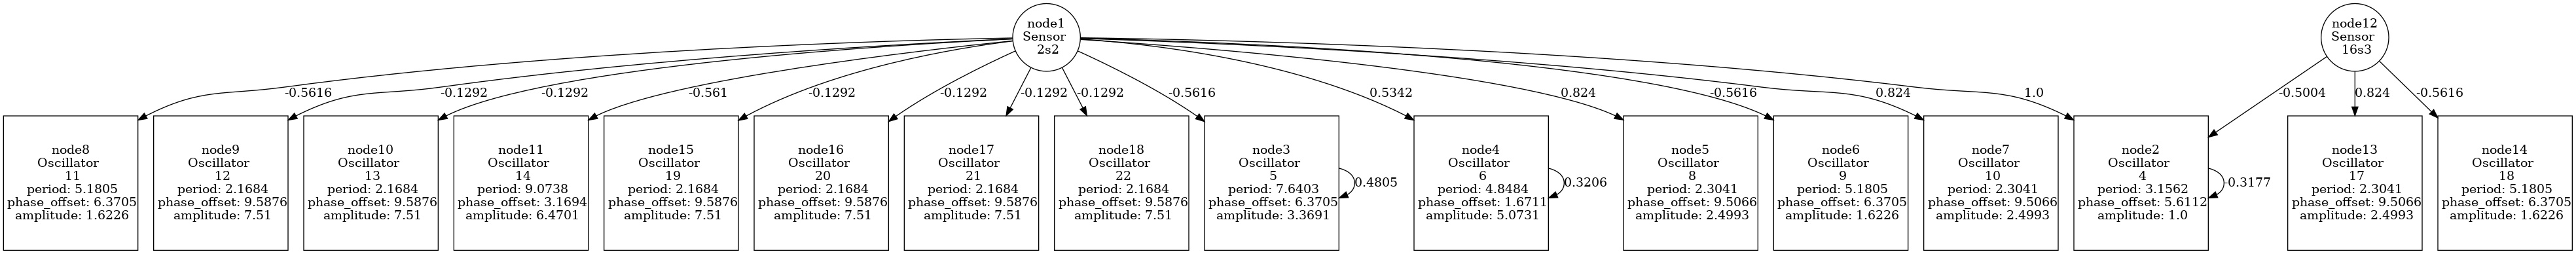 node1
Sensor
2s2
node12
Sensor
16s3
-0.5616
-0.1292
-0.1292
-0.561
-0.1292
-0.1292
-0.1292
-0.1292
-0.5616
0.5342
0.824
-0.5616
0.824
1.0
-0.5004
0.824
-0.5616
node8
Oscillator
11
period: 5.1805
phase_offset: 6.3705
amplitude: 1.6226
node9
Oscillator
12
period: 2.1684
phase_offset: 9.5876
amplitude: 7.51
node10
Oscillator
13
period: 2.1684
phase_offset: 9.5876
amplitude: 7.51
node11
Oscillator
14
period: 9.0738
phase_offset: 3.1694
amplitude: 6.4701
node15
Oscillator
19
period: 2.1684
phase_offset: 9.5876
amplitude: 7.51
node16
Oscillator
20
period: 2.1684
phase_offset: 9.5876
amplitude: 7.51
node17
Oscillator
21
period: 2.1684
phase_offset: 9.5876
amplitude: 7.51
node18
Oscillator
22
period: 2.1684
phase_offset: 9.5876
amplitude: 7.51
node3
Oscillator
5
period: 7.6403
phase_offset: 6.3705
amplitude: 3.3691
0.4805
node4
Oscillator
6
period: 4.8484
phase_offset: 1.6711
amplitude: 5.0731
0.3206
node5
Oscillator
8
period: 2.3041
phase_offset: 9.5066
amplitude: 2.4993
node6
Oscillator
9
period: 5.1805
phase_offset: 6.3705
amplitude: 1.6226
node7
Oscillator
10
period: 2.3041
phase_offset: 9.5066
amplitude: 2.4993
node2
Oscillator
4
period: 3.1562
phase_offset: 5.6112
amplitude: 1.0
-0.3177
node13
Oscillator
17
period: 2.3041
phase_offset: 9.5066
amplitude: 2.4993
node14
Oscillator
18
period: 5.1805
phase_offset: 6.3705
amplitude: 1.6226